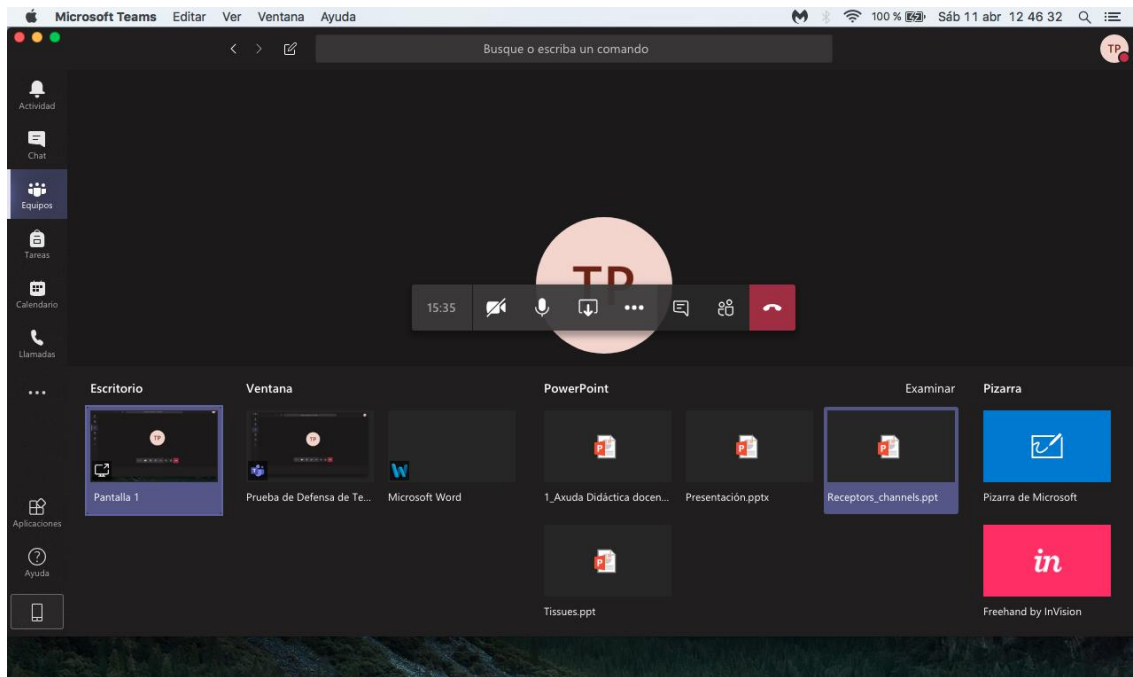 Microsoft Teams Editar Ver Ventana Ayuda 100 % Sáb 11 abr 12 46 32
Busque o escriba un comando
TP
Actividad
Chat
Equipos
Tareas
Calendario
Llamadas
TP
15:35
Escritorio Ventana PowerPoint Examinar Pizarra
TP
TP
Pantalla 1 Prueba de Defensa de Te... Microsoft Word 1_Axuda Didáctica docen... Presentación.pptx Receptors_channels.ppt Pizarra de Microsoft
Aplicaciones
Ayuda
in
Tissues.ppt Freehand by InVision